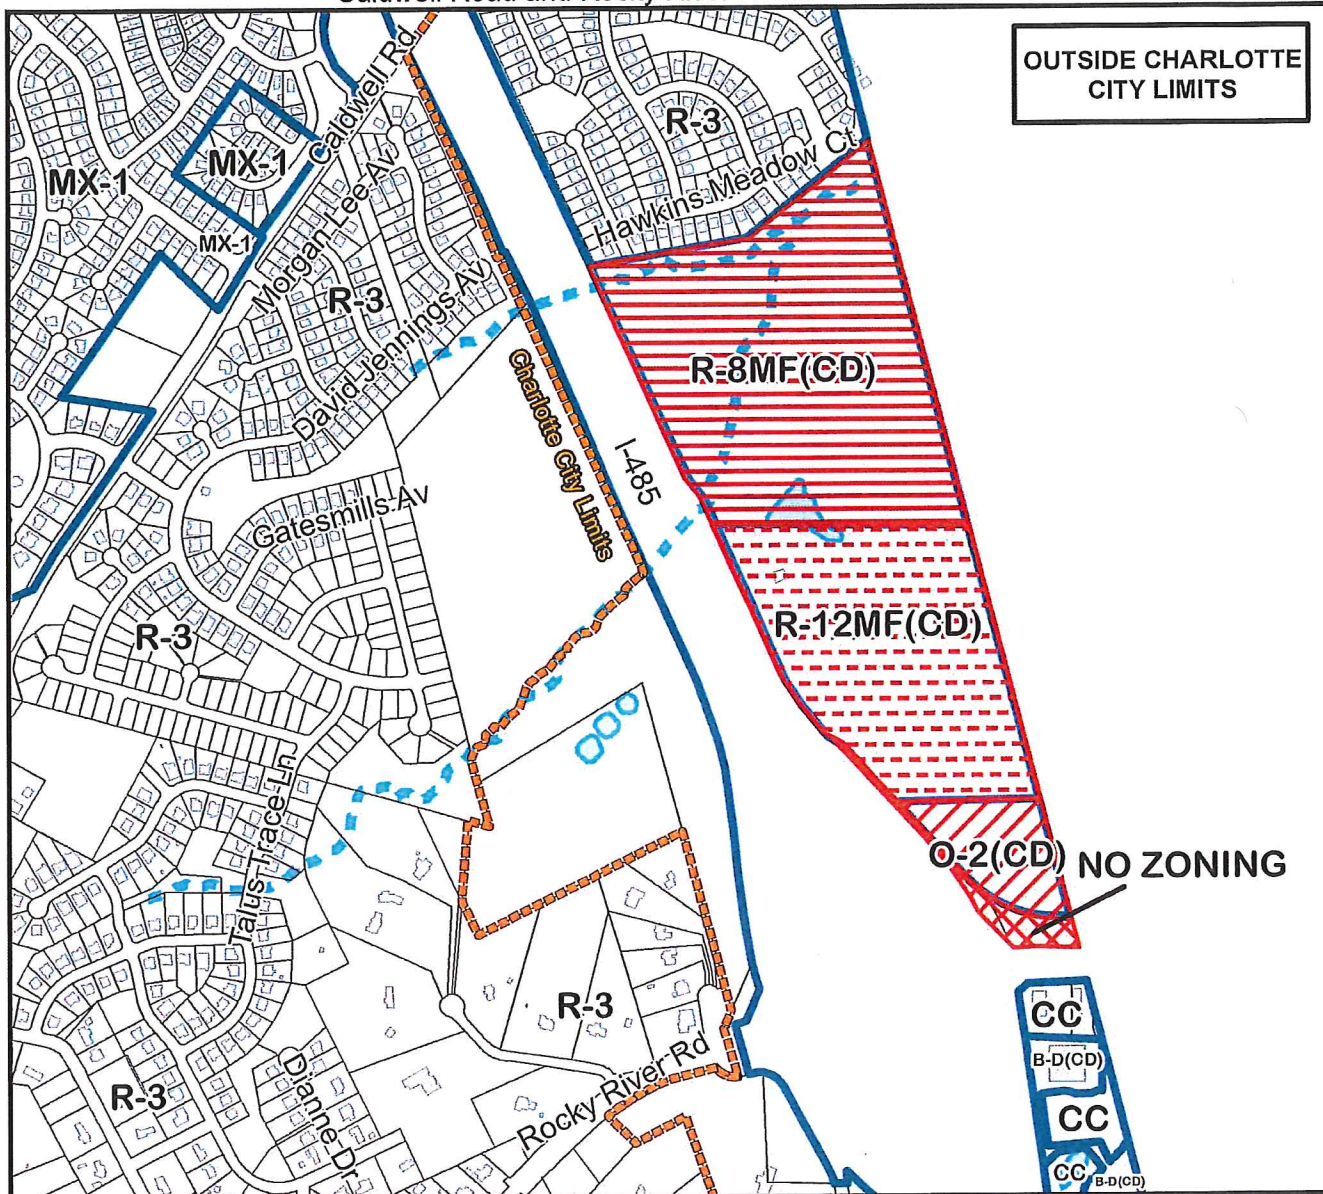 OUTSIDE CHARLOTTE
CITY LIMITS
Caldwell Rd
R-3
MX-1
MX-1
Hawkins Meadow Ct
Morgan Lee Av
MX-1
R-3
David Jennings Av
Charlotte City Limits
R-8MF(CD)
I-485
Gatesmills Av
R-3
R-12MF(CD)
Talus Trace Ln
O-2(CD)
NO ZONING
R-3
CC
Rocky River Rd
B-D(CD)
R-3
Dianne Dr
CC
CC
B-D(CD)